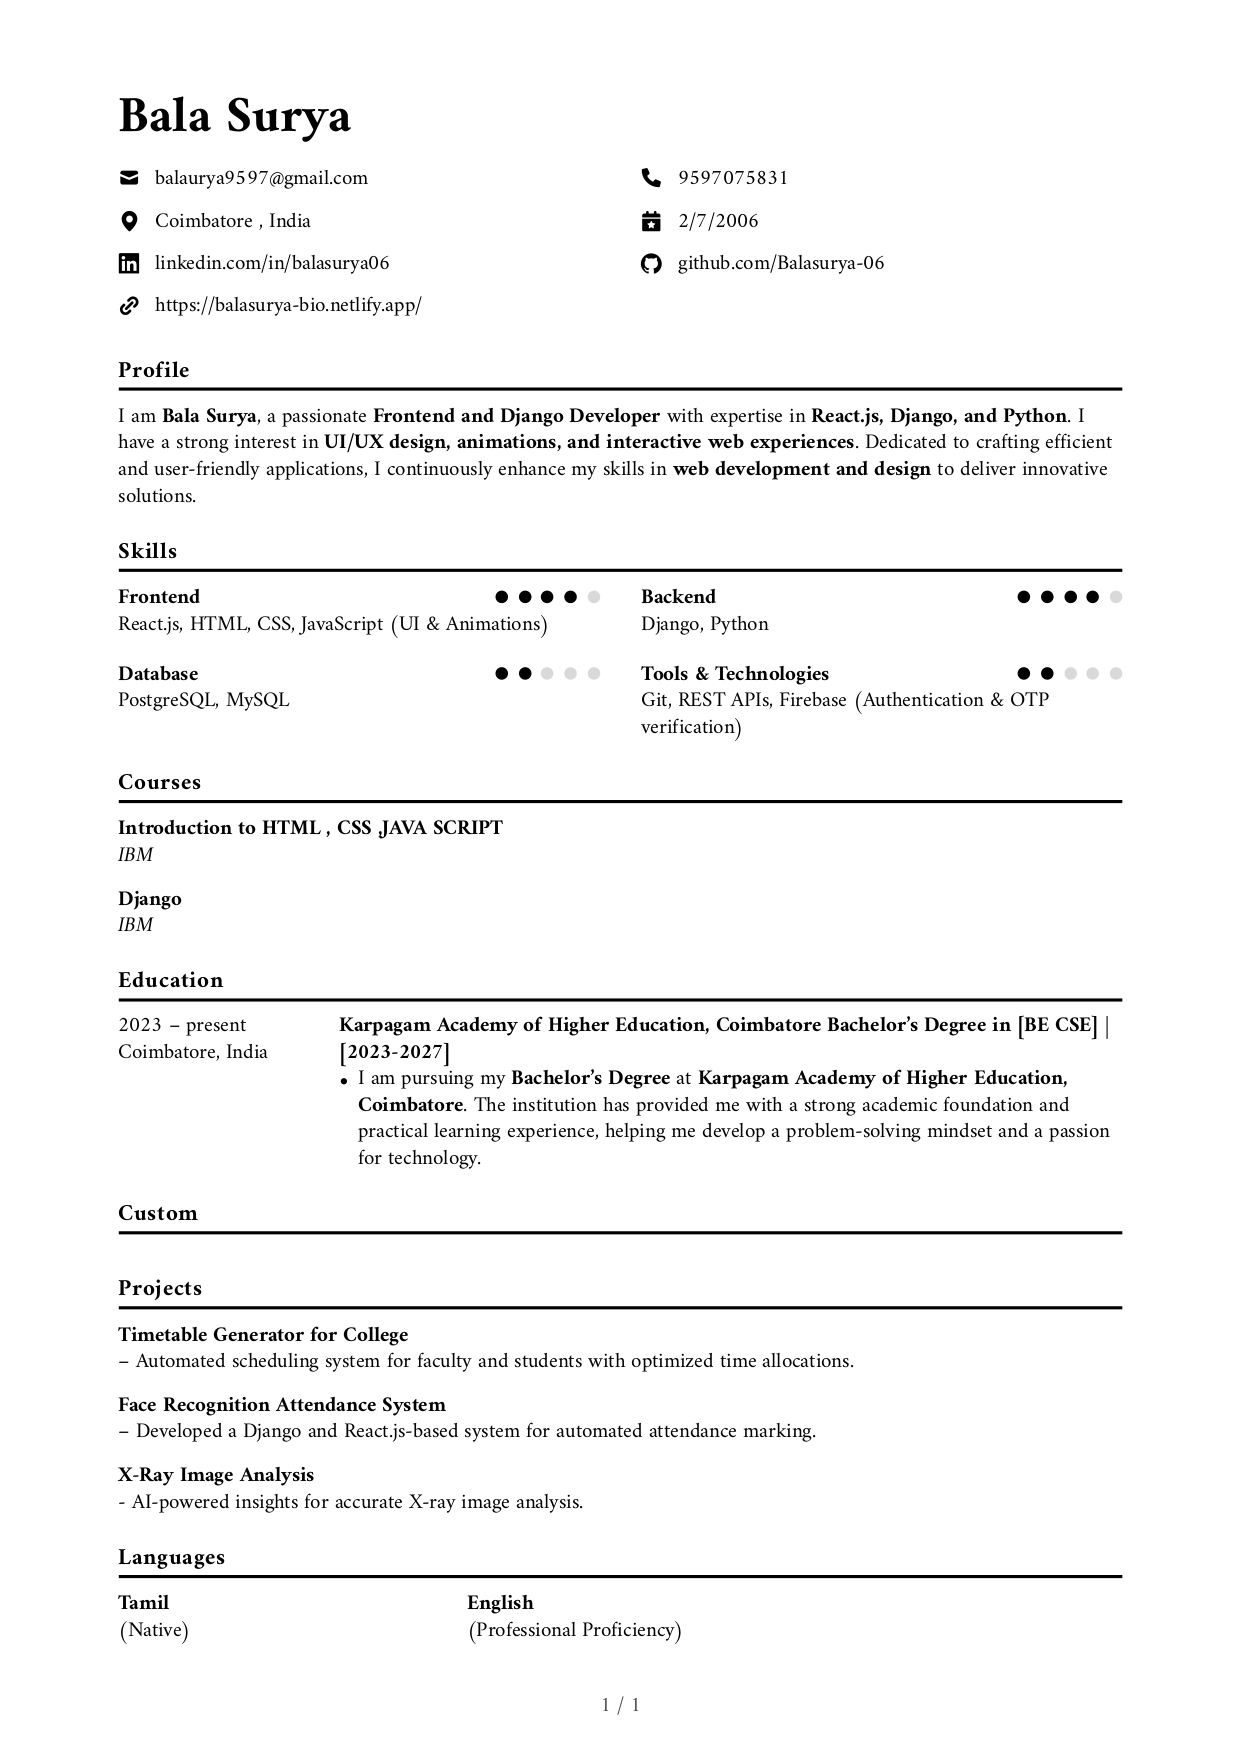 Bala Surya
balaurya9597@gmail.com
9597075831
Coimbatore , India
2/7/2006
linkedin.com/in/balasurya06
github.com/Balasurya-06
https://balasurya-bio.netlify.app/
Profile
I am Bala Surya, a passionate Frontend and Django Developer with expertise in React.js, Django, and Python. I
have a strong interest in UI/UX design, animations, and interactive web experiences. Dedicated to crafting efficient
and user-friendly applications, I continuously enhance my skills in web development and design to deliver innovative
solutions.
Skills
Frontend
React.js, HTML, CSS, JavaScript (UI & Animations)
Backend
Django, Python
Database
PostgreSQL, MySQL
Tools & Technologies
Git, REST APIs, Firebase (Authentication & OTP
verification)
Courses
Introduction to HTML , CSS ,JAVA SCRIPT
IBM
Django
IBM
Education
2023 – present
Coimbatore, India
Karpagam Academy of Higher Education, Coimbatore Bachelor’s Degree in [BE CSE] |
[2023-2027]
• I am pursuing my Bachelor’s Degree at Karpagam Academy of Higher Education,
Coimbatore. The institution has provided me with a strong academic foundation and
practical learning experience, helping me develop a problem-solving mindset and a passion
for technology.
Custom
Projects
Timetable Generator for College
– Automated scheduling system for faculty and students with optimized time allocations.
Face Recognition Attendance System
– Developed a Django and React.js-based system for automated attendance marking.
X-Ray Image Analysis
- AI-powered insights for accurate X-ray image analysis.
Languages
Tamil
(Native)
English
(Professional Proficiency)
1 / 1